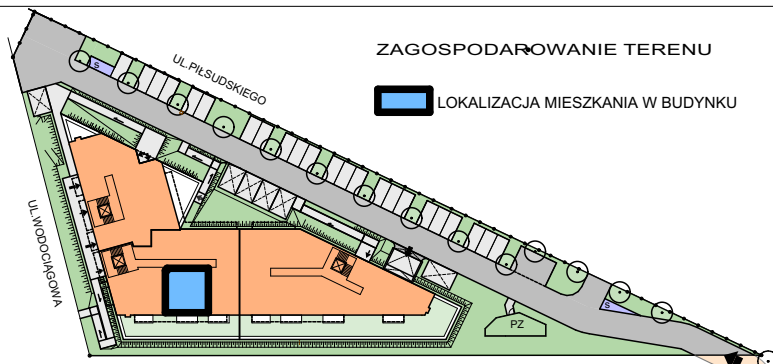 ZAGOSPODAROWANIE TERENU
UL.PIŁSUDSKIEGO
LOKALIZACJA MIESZKANIA W BUDYNKU
UL.WODOCIĄGOWA
S
S
PZ